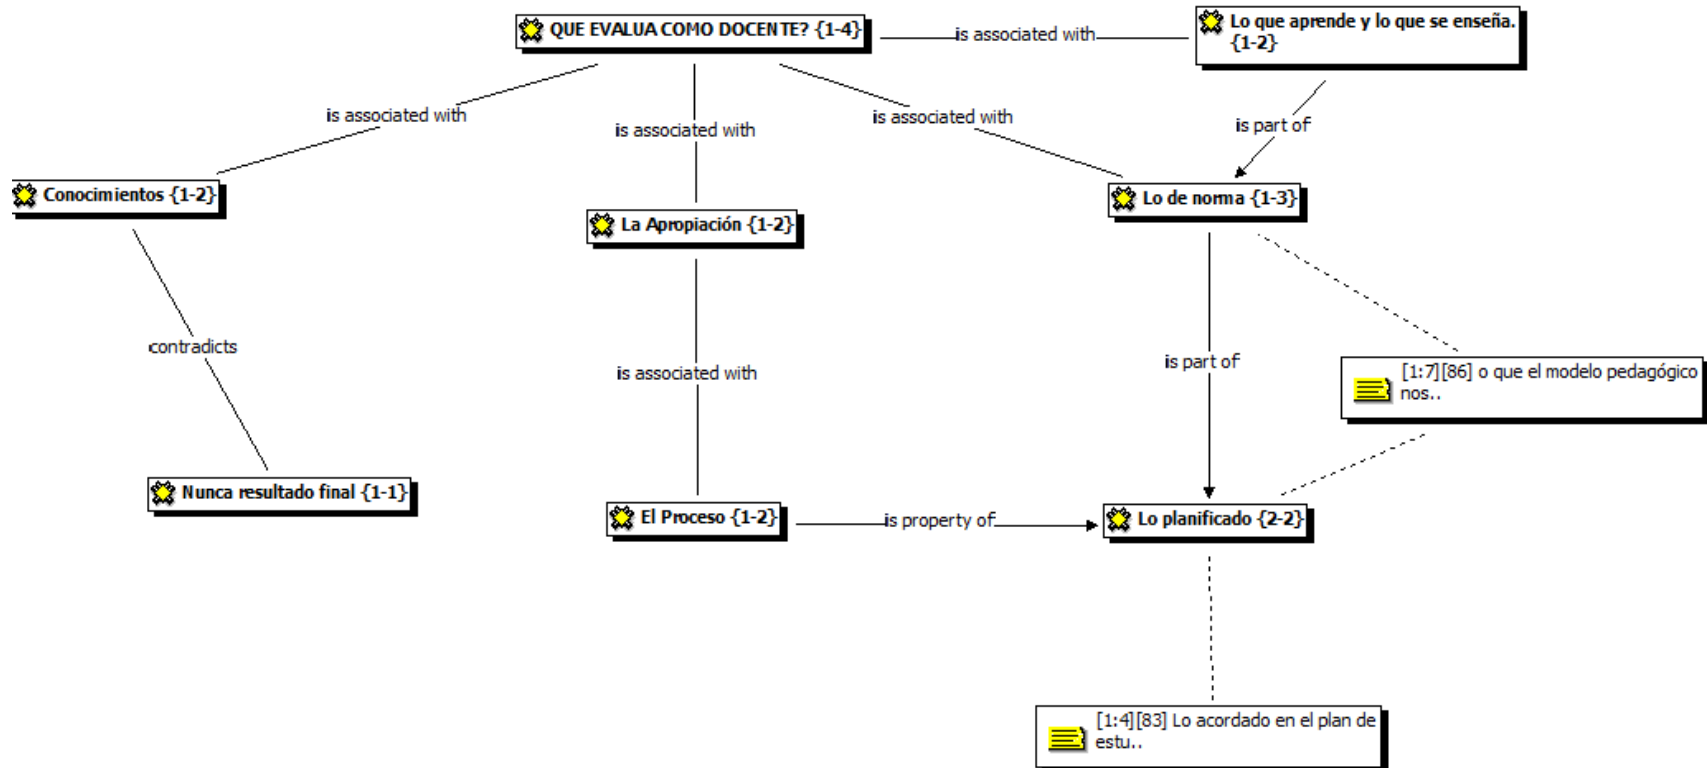 QUE EVALUA COMO DOCENTE? {1-4}
is associated with
Lo que aprende y lo que se enseña.
{1-2}
is associated with
is associated with
is associated with
is part of
Conocimientos {1-2}
La Apropiación {1-2}
Lo de norma {1-3}
contradicts
is associated with
is part of
[1:7][86] o que el modelo pedagógico
nos..
Nunca resultado final {1-1}
El Proceso {1-2}
is property of
Lo planificado {2-2}
[1:4][83] Lo acordado en el plan de
estu..